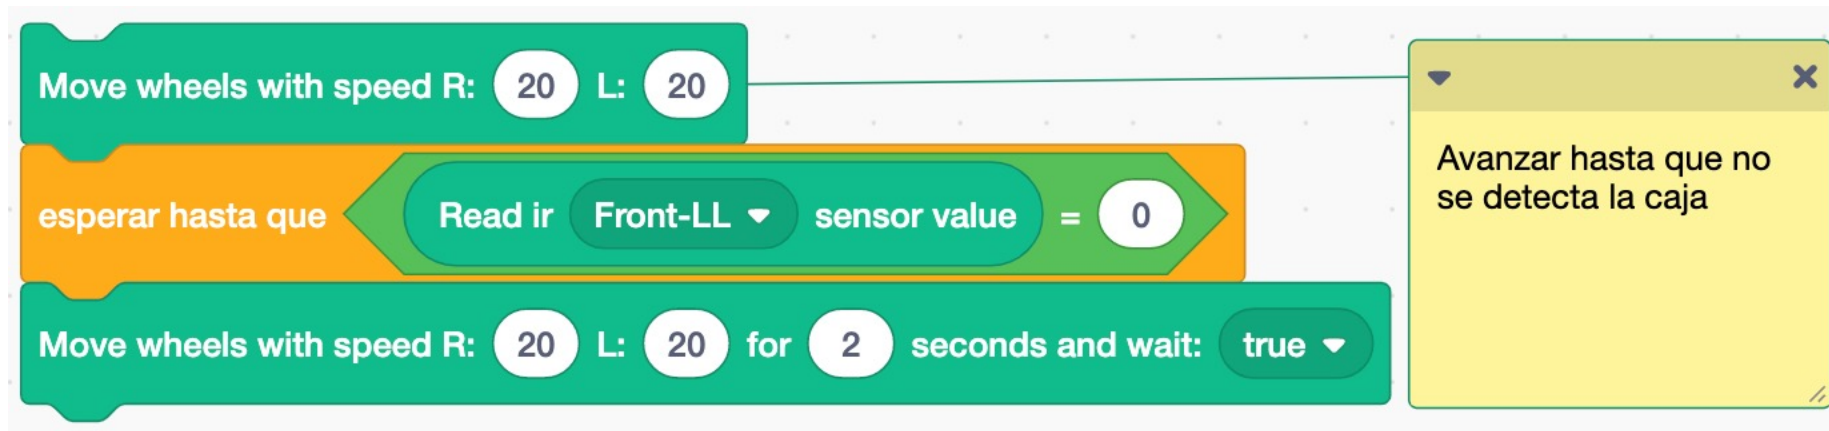 Move wheels with speed R: 20 L: 20
esperar hasta que Read ir Front-LL sensor value = 0
Move wheels with speed R: 20 L: 20 for 2 seconds and wait: true
Avanzar hasta que no
se detecta la caja